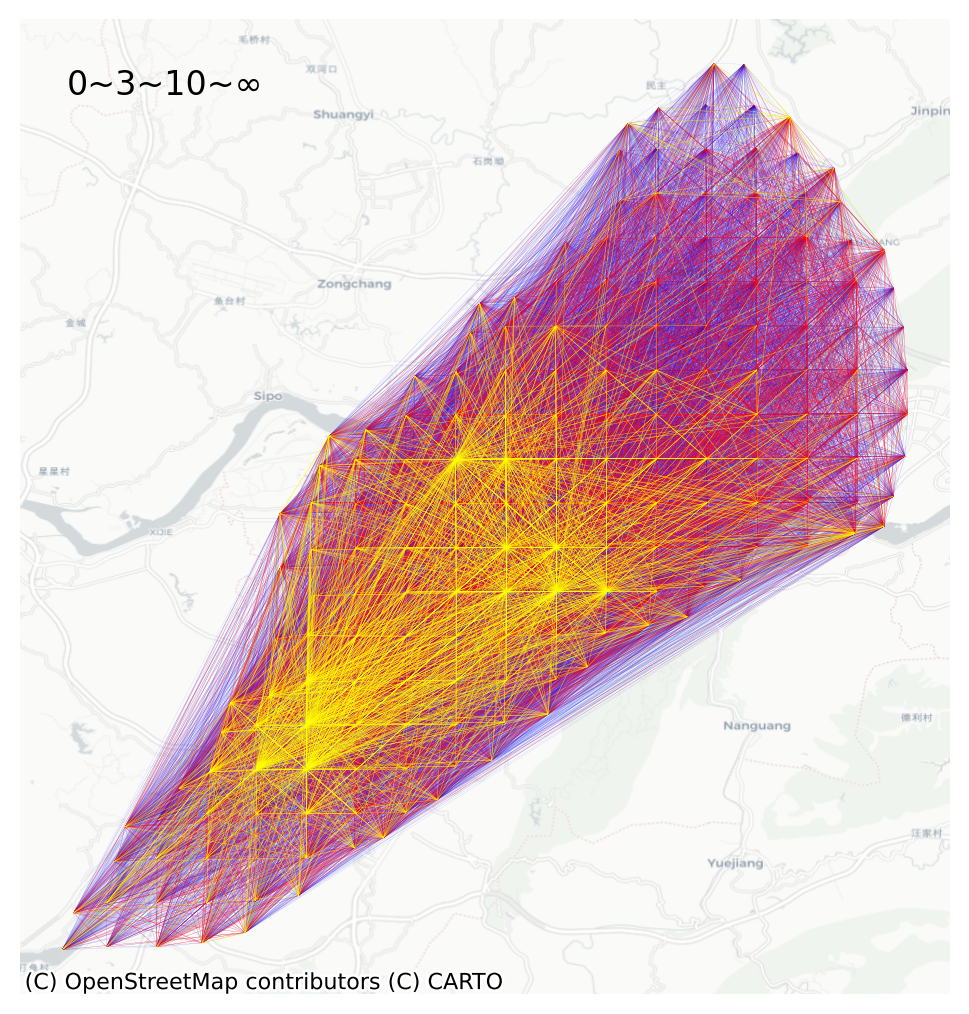 毛桥村
双河口
0~3~10~∞
民主
Shuangyi
Jinpin
石岗坳
Zongchang
鱼台村
金城
Sipo
星星村
XIJIE
德利村
Nanguang
汪家村
Yuejiang
(C) OpenStreetMap contributors (C) CARTO